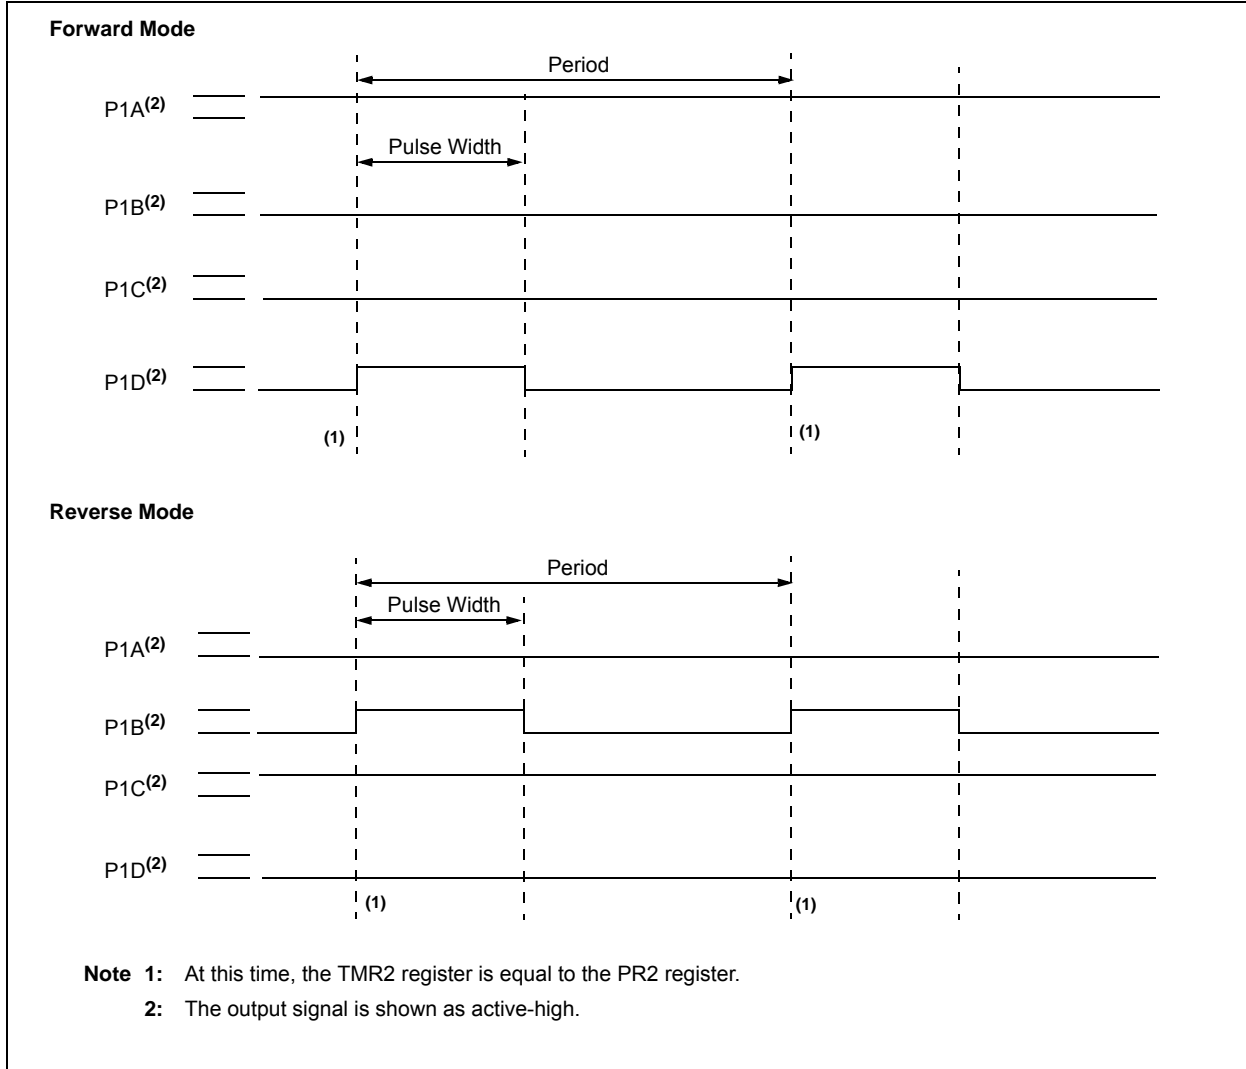 Forward Mode
Period
P1A(2)
Pulse Width
P1B(2)
P1C(2)
P1D(2)
(1)
(1)
Reverse Mode
Period
Pulse Width
P1A(2)
P1B(2)
P1C(2)
P1D(2)
(1)
(1)
Note 1: At this time, the TMR2 register is equal to the PR2 register.
2: The output signal is shown as active-high.